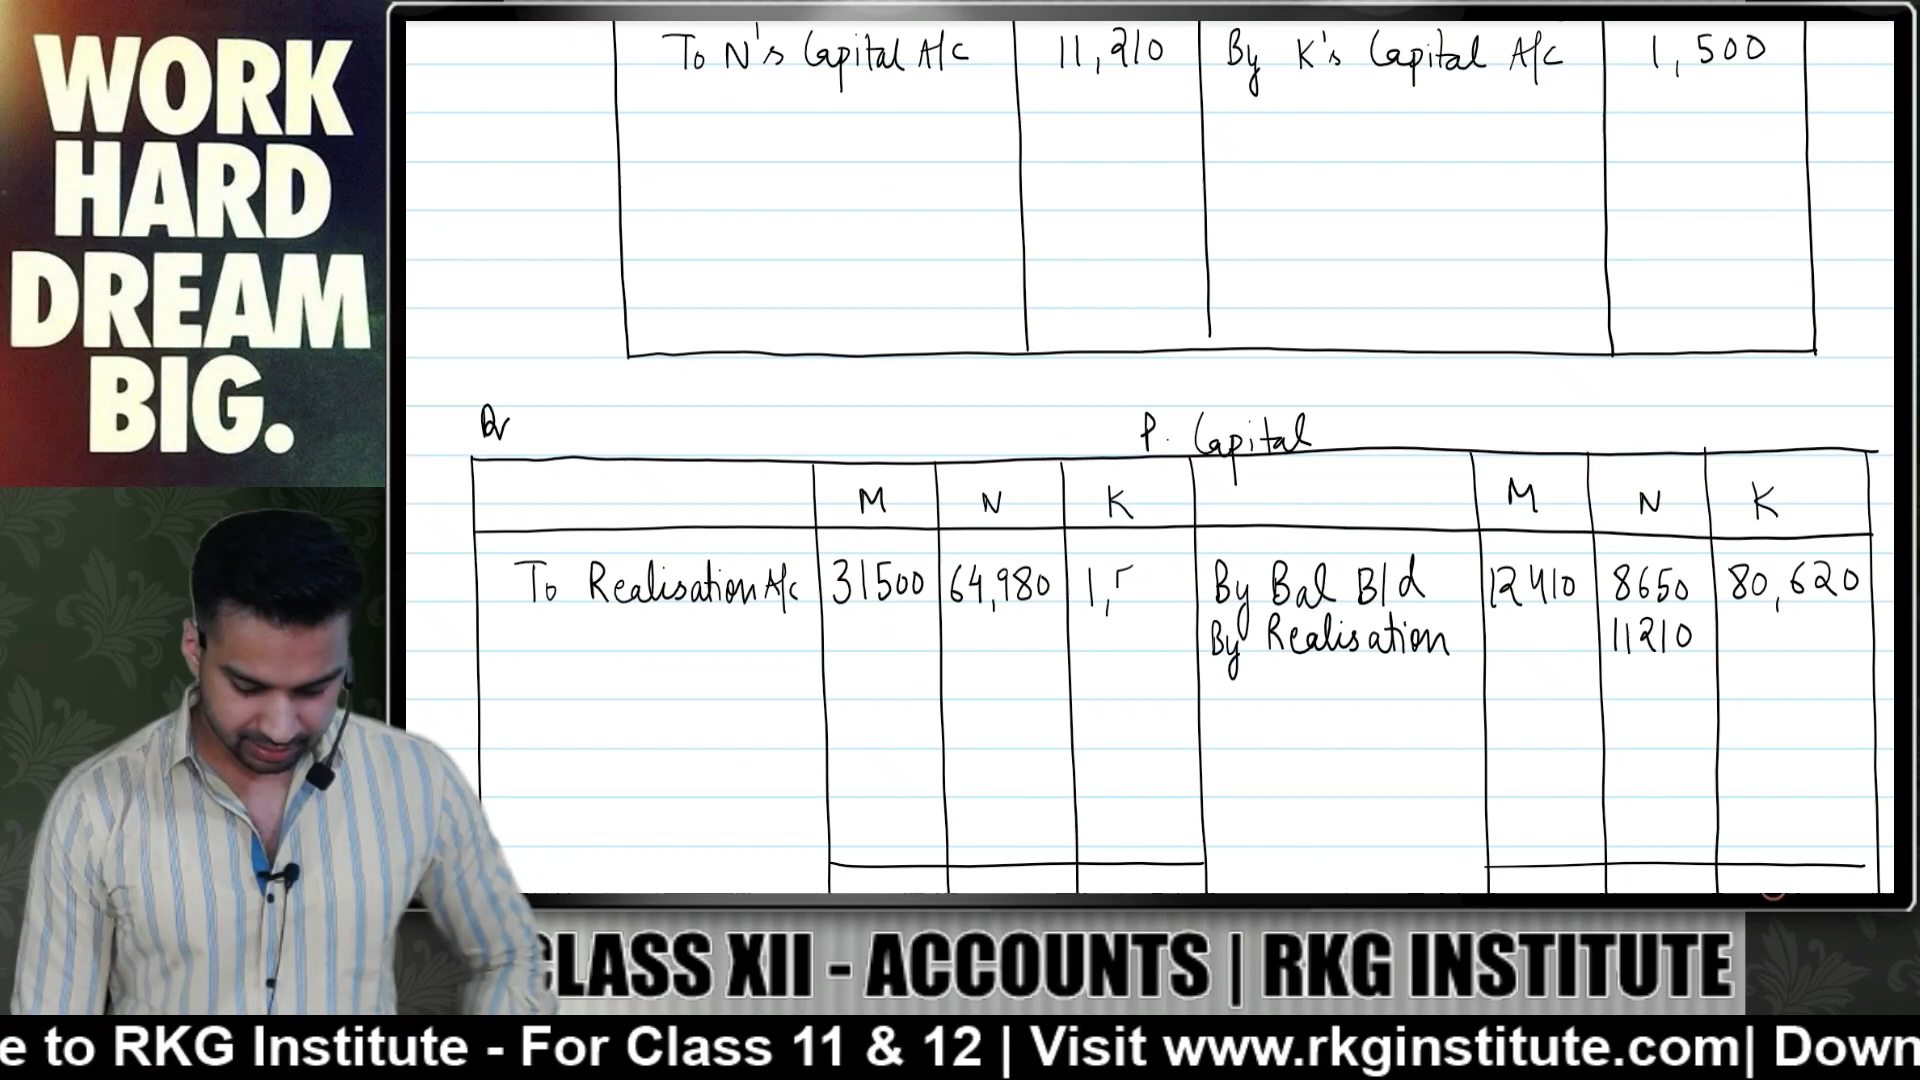 WORK
HARD
DREAM
BIG.
To N's Capital A/c 11,210 By K's Capital A/c 1,500
Dr P. Capital
M N K M N K
To Realisation A/c 31500 64,980 1,5 By Bal B/d 12410 8650 80,620
By Realisation 11210
CLASS XII - ACCOUNTS | RKG INSTITUTE
e to RKG Institute - For Class 11 & 12 | Visit www.rkginstitute.com| Down